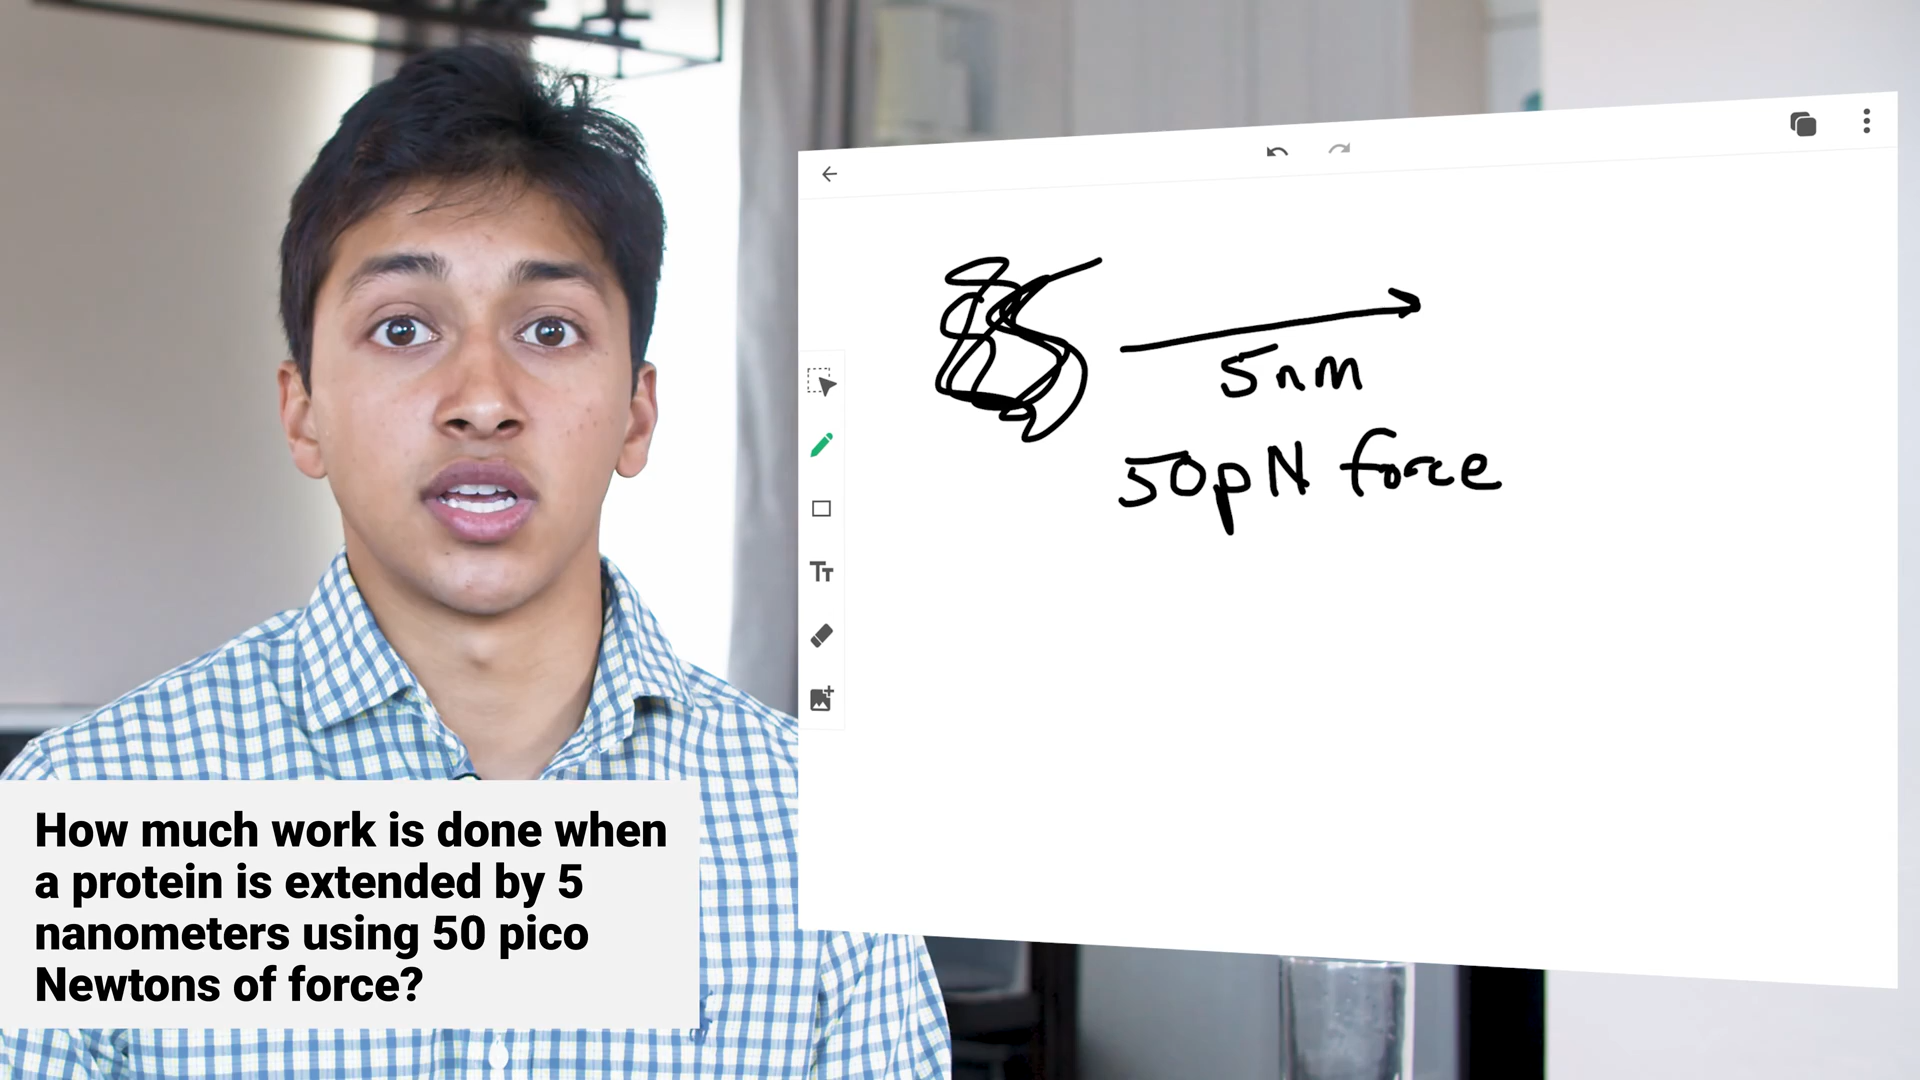 5nm
50pN force
Tт
How much work is done when
a protein is extended by 5
nanometers using 50 pico
Newtons of force?